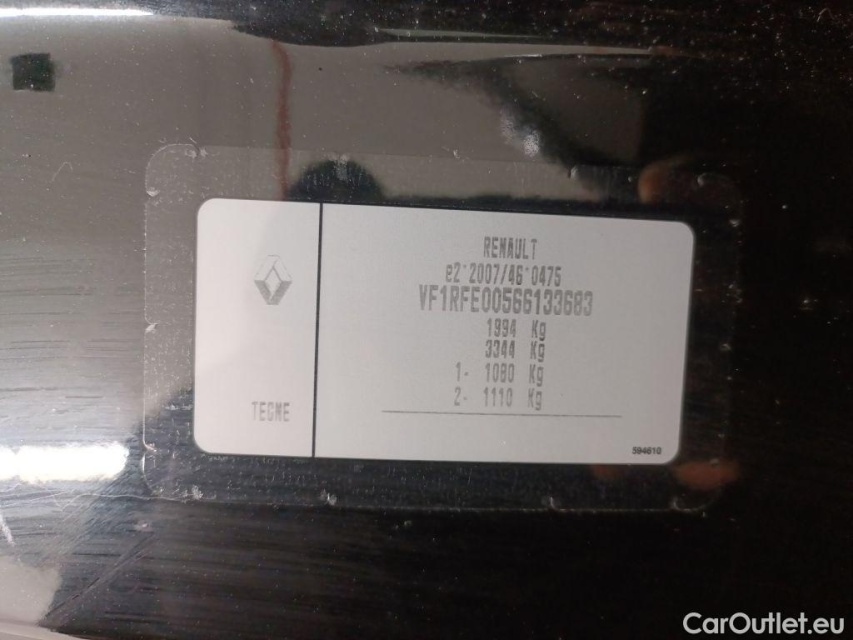 RENAULT
e2*2007/46*0475
VF1RFE00566133683
1994 Kg
3344 Kg
1- 1080 Kg
2- 1110 Kg
TECME
594610
CarOutlet.eu